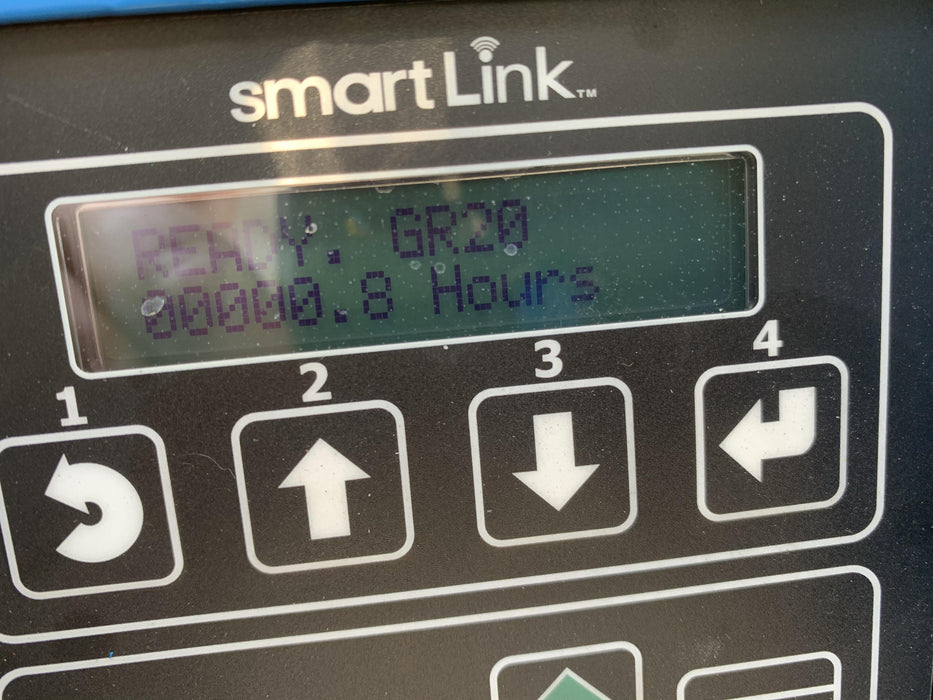 smartLink™
READY. GR20
00000.8 Hours
1 2 3 4